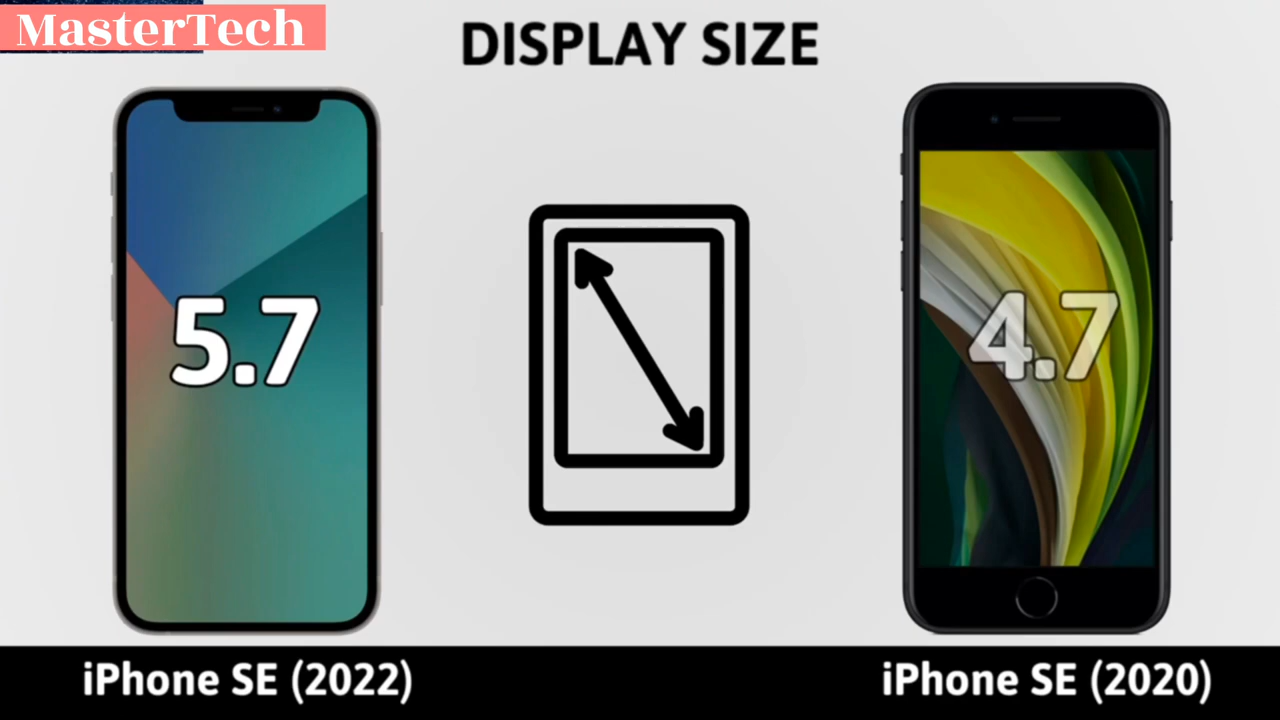 MasterTech
DISPLAY SIZE
5.7
4.7
iPhone SE (2022)
iPhone SE (2020)